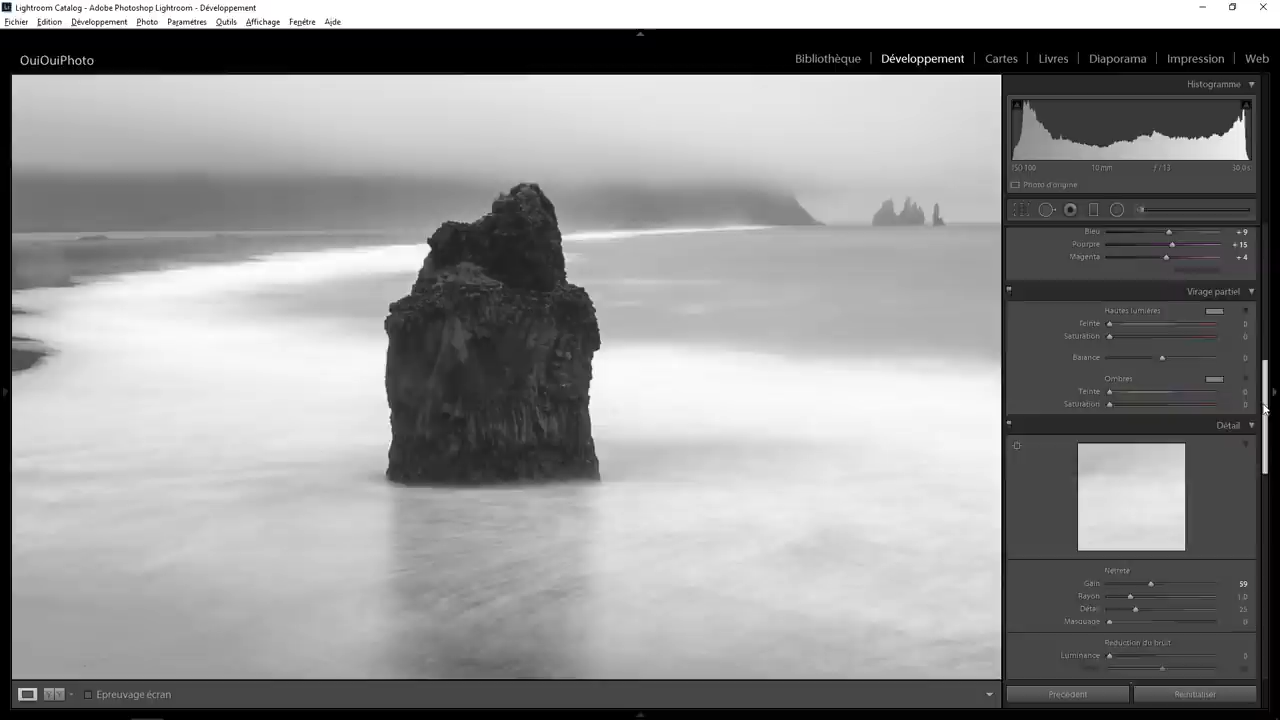 Lightroom Catalog - Adobe Photoshop Lightroom - Développement
Fichier Edition Développement Photo Paramètres Outils Affichage Fenêtre Aide
OuiOuiPhoto
Bibliothèque Développement Cartes Livres Diaporama Impression Web
Histogramme
ISO 100 10 mm ƒ / 13 30,0 s
Photo d'origine
Bleu + 9
Pourpre + 15
Magenta + 4
Virage partiel
Hautes lumières
Teinte 0
Saturation 0
Balance 0
Ombres
Teinte 0
Saturation 0
Détail
Netteté
Gain 59
Rayon 1,0
Détail 25
Masquage 0
Réduction du bruit
Luminance 0
Epreuvage écran
Précédent Réinitialiser